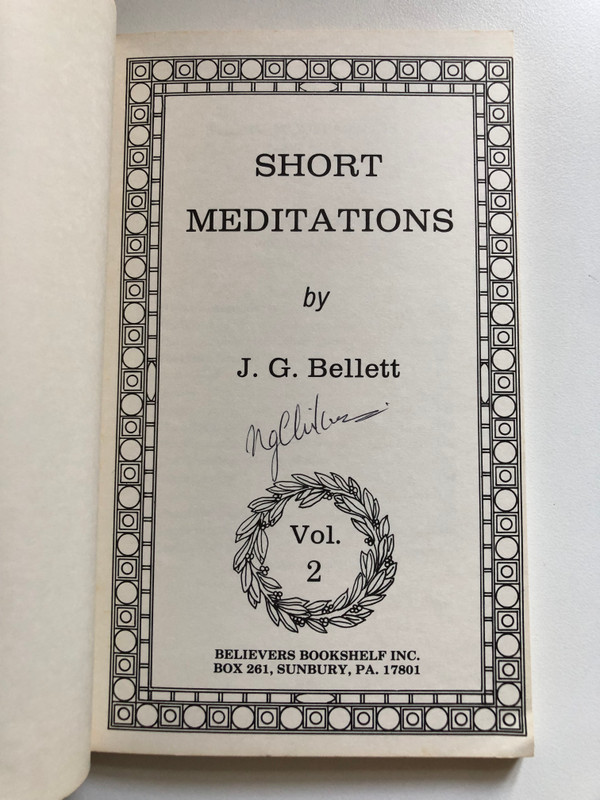 SHORT
MEDITATIONS
by
J. G. Bellett
Vol.
2
BELIEVERS BOOKSHELF INC.
BOX 261, SUNBURY, PA. 17801